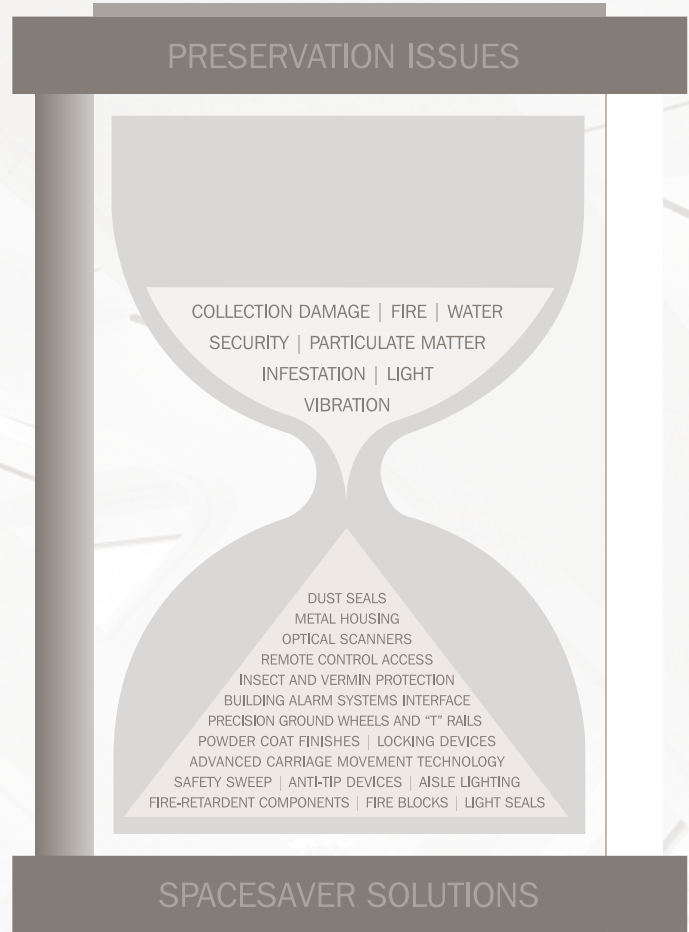 PRESERVATION ISSUES
COLLECTION DAMAGE | FIRE | WATER
SECURITY | PARTICULATE MATTER
INFESTATION | LIGHT
VIBRATION
DUST SEALS
METAL HOUSING
OPTICAL SCANNERS
REMOTE CONTROL ACCESS
INSECT AND VERMIN PROTECTION
BUILDING ALARM SYSTEMS INTERFACE
PRECISION GROUND WHEELS AND “T” RAILS
POWDER COAT FINISHES | LOCKING DEVICES
ADVANCED CARRIAGE MOVEMENT TECHNOLOGY
SAFETY SWEEP | ANTI-TIP DEVICES | AISLE LIGHTING
FIRE-RETARDENT COMPONENTS | FIRE BLOCKS | LIGHT SEALS
SPACESAVER SOLUTIONS